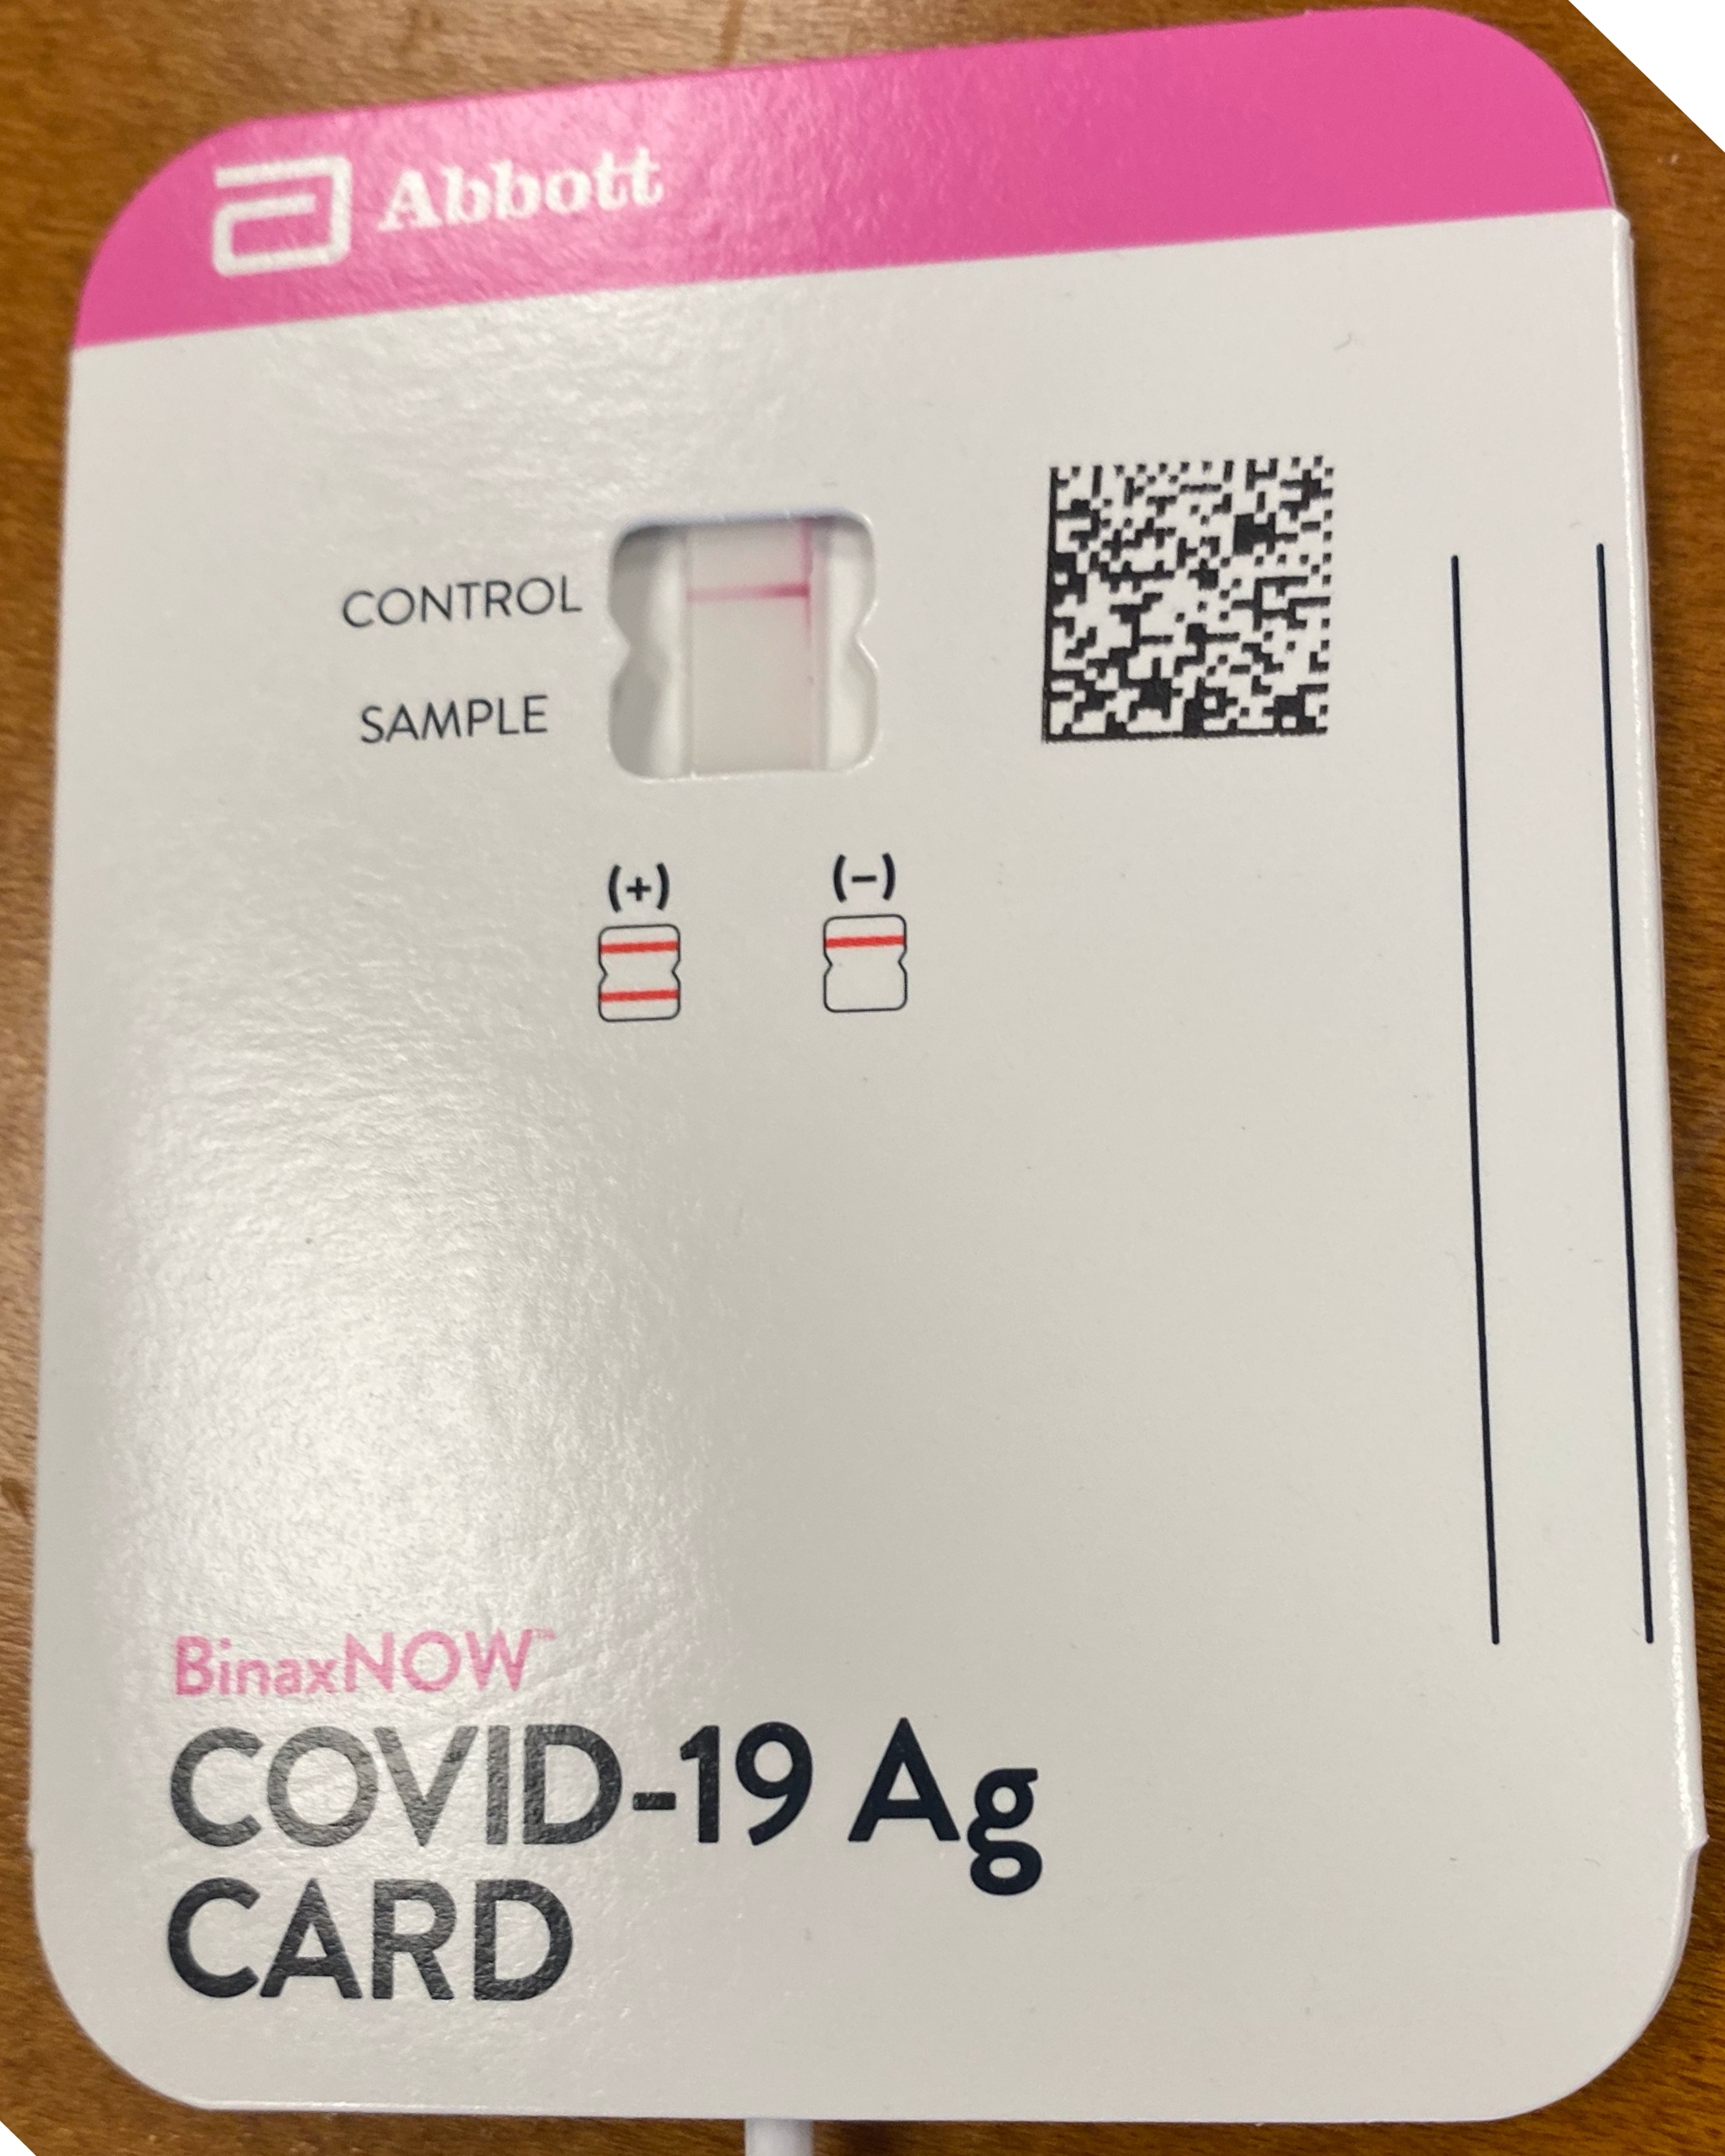 Abbott
CONTROL
SAMPLE
(+) (-)
BinaxNOW™
COVID-19 Ag
CARD